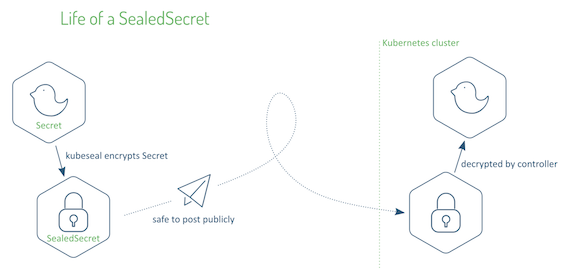 Life of a SealedSecret
Kubernetes cluster
Secret
kubeseal encrypts Secret
decrypted by controller
safe to post publicly
SealedSecret